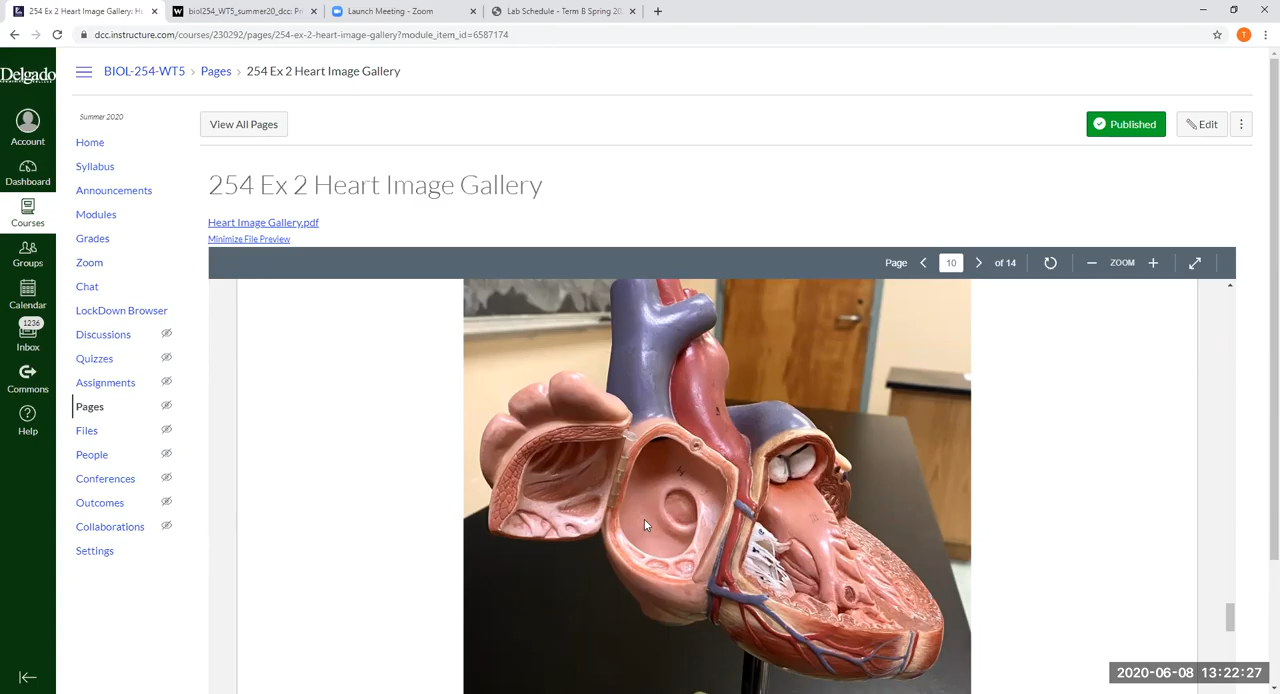 254 Ex 2 Heart Image Gallery: Hu
biol254_WT5_summer20_dcc: Pri
Launch Meeting - Zoom
Lab Schedule - Term B Spring 20
dcc.instructure.com/courses/230292/pages/254-ex-2-heart-image-gallery?module_item_id=6587174
T
Delgado
Account
Dashboard
Courses
Groups
Calendar
1236
Inbox
Commons
Help
BIOL-254-WT5 › Pages › 254 Ex 2 Heart Image Gallery
Summer 2020
Home
Syllabus
Announcements
Modules
Grades
Zoom
Chat
LockDown Browser
Discussions
Quizzes
Assignments
Pages
Files
People
Conferences
Outcomes
Collaborations
Settings
View All Pages
Published
Edit
254 Ex 2 Heart Image Gallery
Heart Image Gallery.pdf
Minimize File Preview
Page 10 of 14 ZOOM
2020-06-08 13:22:27